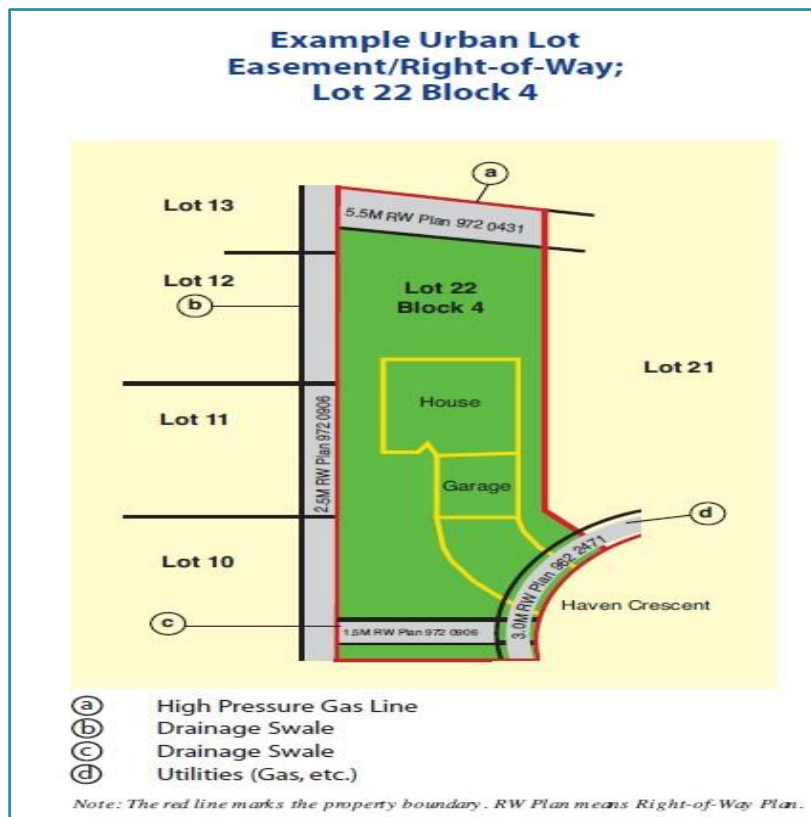 Example Urban Lot
Easement/Right-of-Way;
Lot 22 Block 4
a
Lot 13
5.5M RW Plan 972 0431
Lot 12
b
Lot 22
Block 4
Lot 21
House
Lot 11
2.5M RW Plan 972 0906
Garage
d
Lot 10
3.0M RW Plan 962 2471
Haven Crescent
c
1.5M RW Plan 972 0906
a High Pressure Gas Line
b Drainage Swale
c Drainage Swale
d Utilities (Gas, etc.)
Note: The red line marks the property boundary. RW Plan means Right-of-Way Plan.